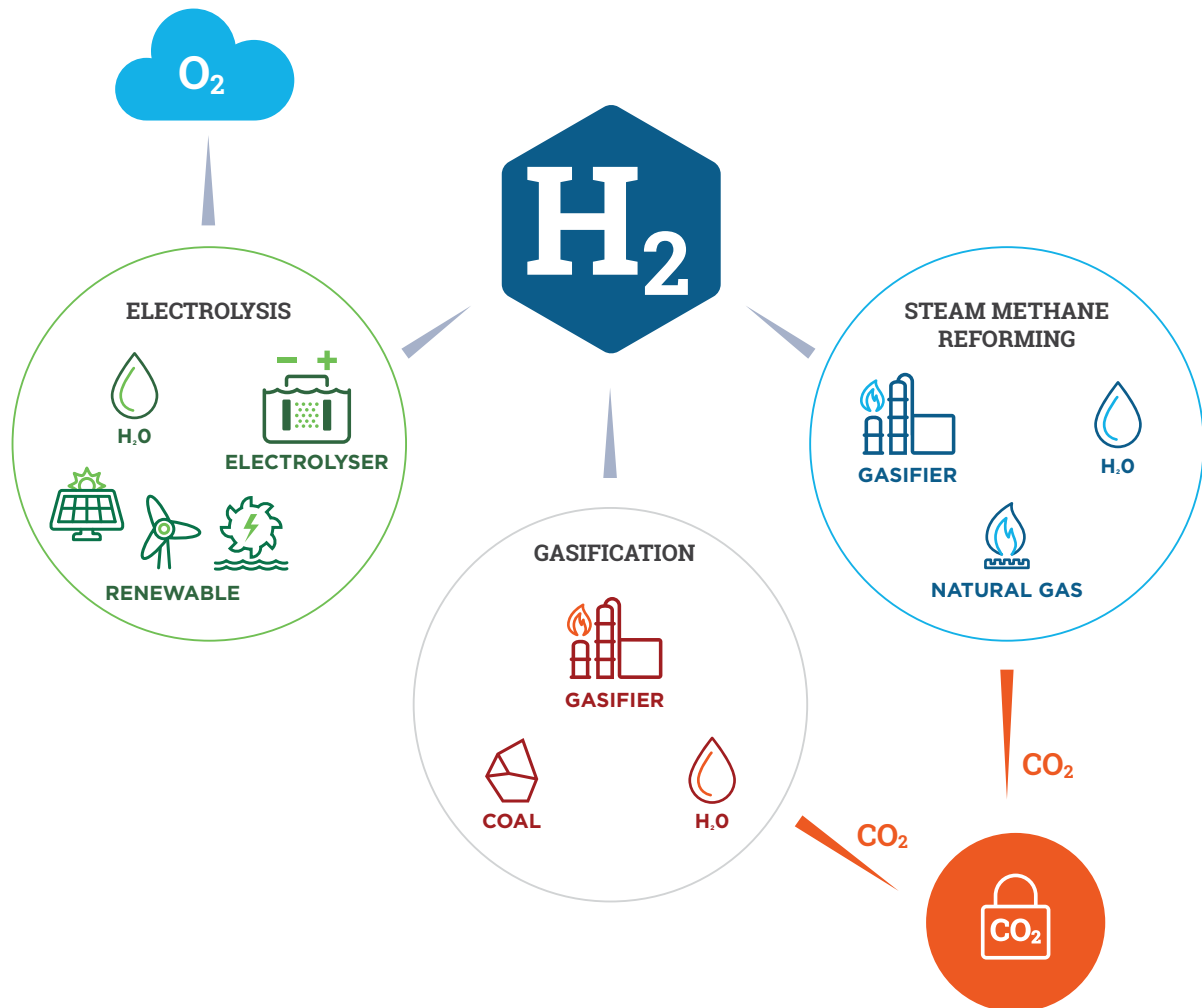 O₂
H₂
ELECTROLYSIS
H₂O
ELECTROLYSER
RENEWABLE
GASIFICATION
GASIFIER
COAL
H₂O
STEAM METHANE
REFORMING
GASIFIER
H₂O
NATURAL GAS
CO₂
CO₂
CO₂